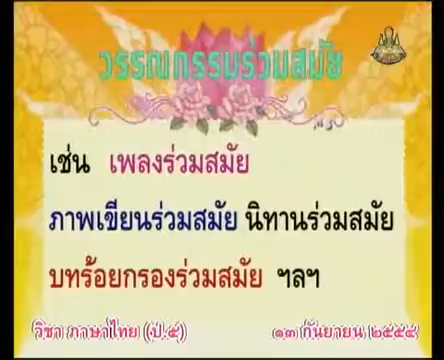 วรรณกรรมร่วมสมัย
เช่น เพลงร่วมสมัย
ภาพเขียนร่วมสมัย นิทานร่วมสมัย
บทร้อยกรองร่วมสมัย ฯลฯ
วิชา ภาษาไทย (ป.๕) ๑๓ กันยายน ๒๕๕๔